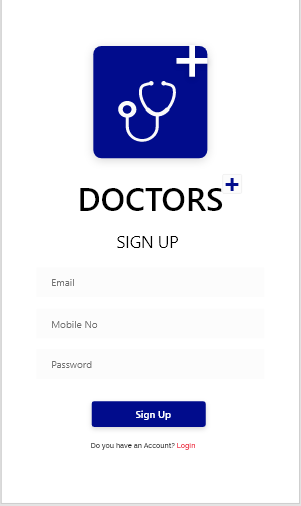 DOCTORS+
SIGN UP
Email
Mobile No
Password
Sign Up
Do you have an Account? Login